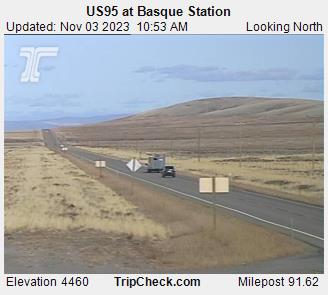 US95 at Basque Station
Updated: Nov 03 2023 10:53 AM Looking North
Elevation 4460 TripCheck.com Milepost 91.62